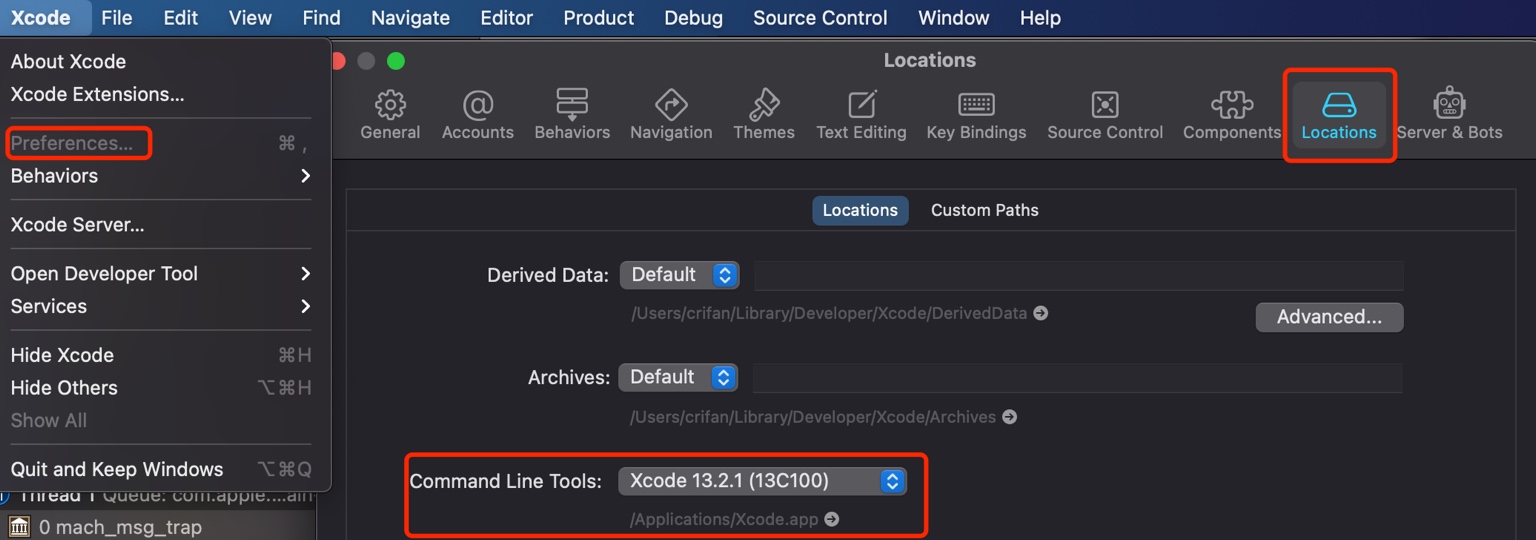 Xcode File Edit View Find Navigate Editor Product Debug Source Control Window Help
About Xcode
Xcode Extensions...
Preferences... ⌘ ,
Behaviors
Xcode Server...
Open Developer Tool
Services
Hide Xcode ⌘H
Hide Others ⌥⌘H
Show All
Quit and Keep Windows ⌥⌘Q
Thread 1 Queue: com.apple....ain
0 mach_msg_trap
Locations
General Accounts Behaviors Navigation Themes Text Editing Key Bindings Source Control Components Locations Server & Bots
Locations Custom Paths
Derived Data: Default
/Users/crifan/Library/Developer/Xcode/DerivedData
Advanced...
Archives: Default
/Users/crifan/Library/Developer/Xcode/Archives
Command Line Tools: Xcode 13.2.1 (13C100)
/Applications/Xcode.app